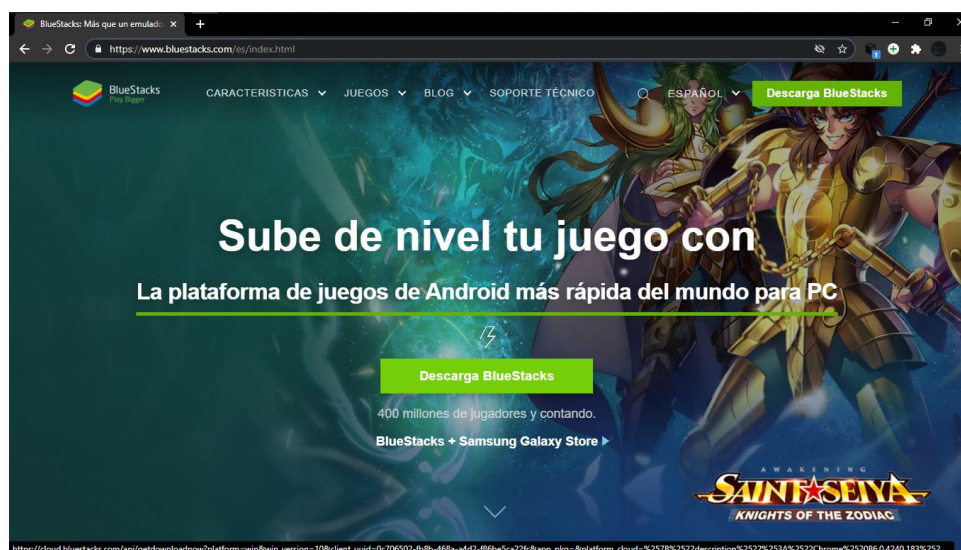 BlueStacks: Más que un emulado
https://www.bluestacks.com/es/index.html
1
BlueStacks
Play Bigger
CARACTERISTICAS JUEGOS BLOG SOPORTE TÉCNICO ESPAÑOL Descarga BlueStacks
Sube de nivel tu juego con
La plataforma de juegos de Android más rápida del mundo para PC
Descarga BlueStacks
400 millones de jugadores y contando.
BlueStacks + Samsung Galaxy Store
AWAKENING
SAINT SEIYA
KNIGHTS OF THE ZODIAC